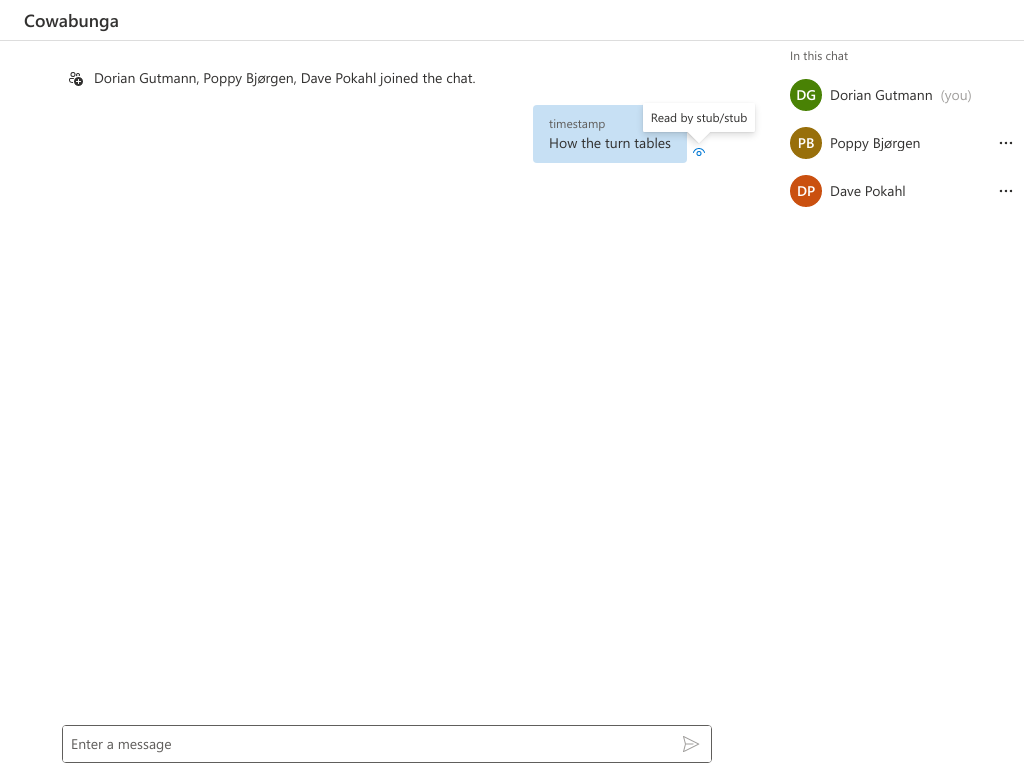 Cowabunga
Dorian Gutmann, Poppy Bjørgen, Dave Pokahl joined the chat.
timestamp
How the turn tables
Read by stub/stub
In this chat
DG Dorian Gutmann (you)
PB Poppy Bjørgen
DP Dave Pokahl
Enter a message